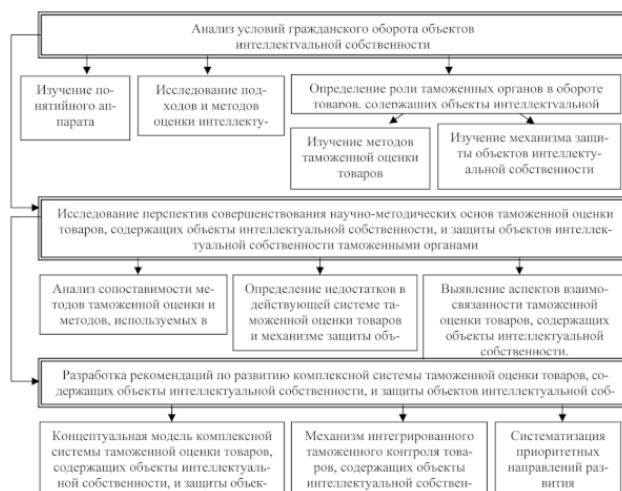 Анализ условий гражданского оборота объектов
интеллектуальной собственности
Изучение по-
нятийного ап-
парата
Исследование под-
ходов и методов
оценки интеллекту-
Определение роли таможенных органов в обороте
товаров, содержащих объекты интеллектуальной
Изучение методов
таможенной оценки
товаров
Изучение механизма защи-
ты объектов интеллекту-
альной собственности
Исследование перспектив совершенствования научно-методических основ таможенной оценки
товаров, содержащих объекты интеллектуальной собственности, и защиты объектов интеллек-
туальной собственности таможенными органами
Анализ сопоставимости ме-
тодов таможенной оценки и
методов, используемых в
Определение недостатков в
действующей системе та-
моженной оценки товаров
и механизме защиты объ-
Выявление аспектов взаимо-
связанности таможенной
оценки товаров, содержащих
объекты интеллектуальной
собственности.
Разработка рекомендаций по развитию комплексной системы таможенной оценки товаров, со-
держащих объекты интеллектуальной собственности, и защиты объектов интеллектуальной соб-
Концептуальная модель комплексной
системы таможенной оценки товаров,
содержащих объекты интеллектуаль-
ной собственности, и защиты объек-
Механизм интегрированного
таможенного контроля това-
ров, содержащих объекты
интеллектуальной собствен-
Систематизация
приоритетных
направлений раз-
вития